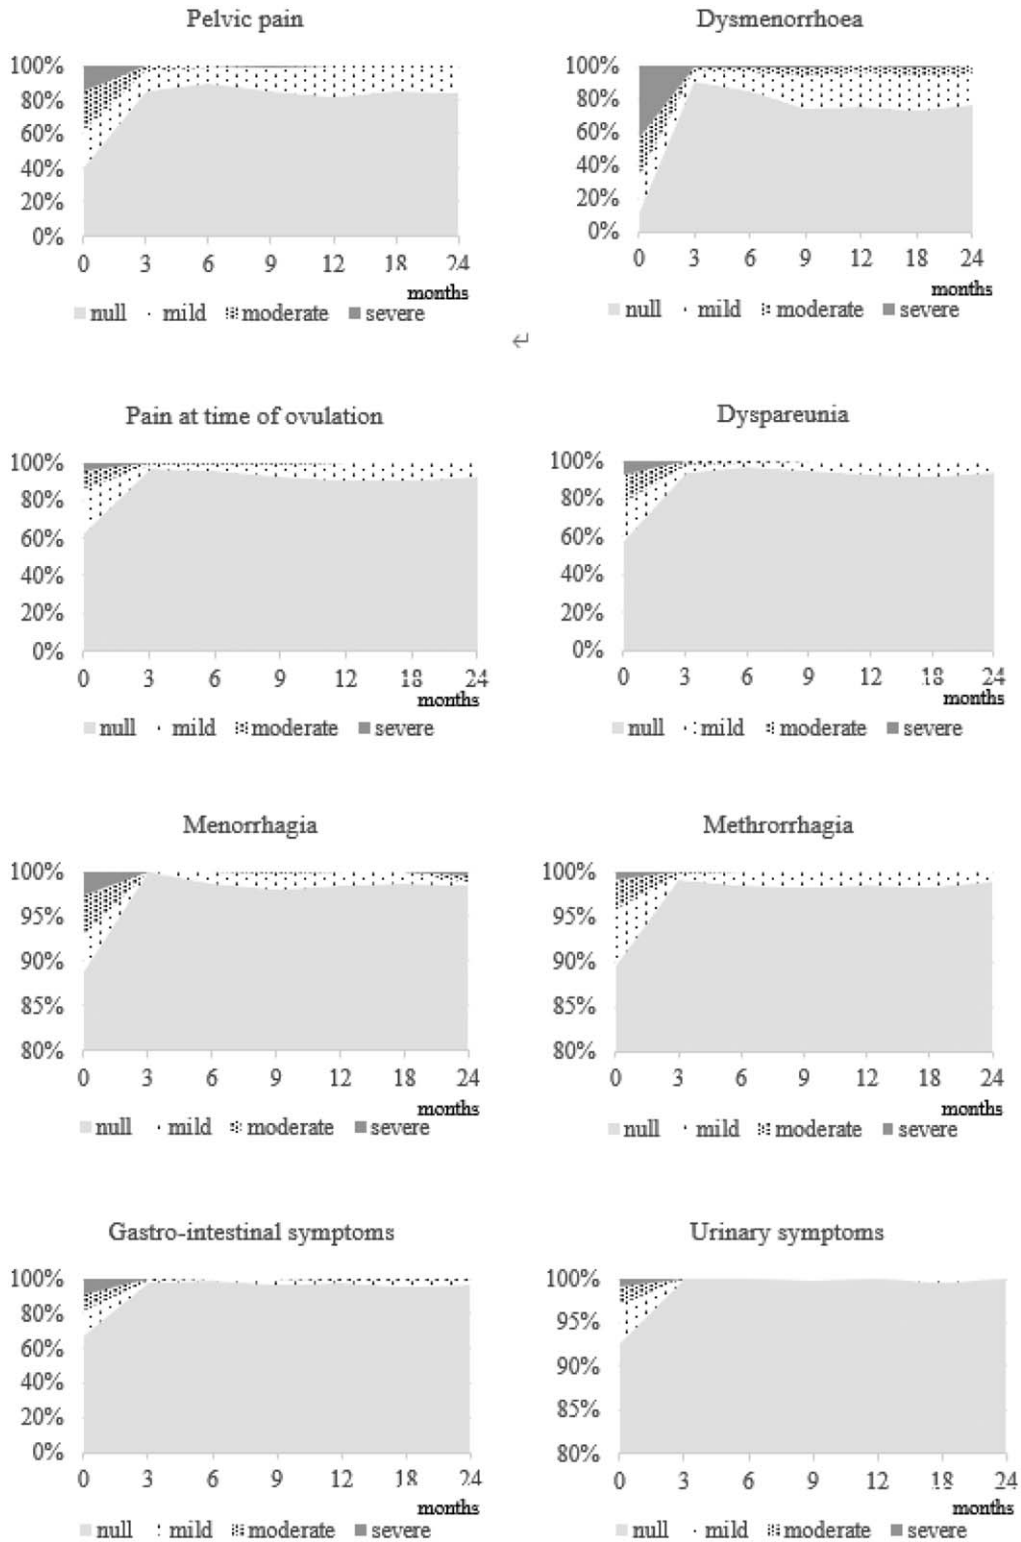 Pelvic pain
100%
80%
60%
40%
20%
0%
0 3 6 9 12 18 24
months
null mild moderate severe
Dysmenorrhoea
100%
80%
60%
40%
20%
0%
0 3 6 9 12 18 24
months
null mild moderate severe
↵
Pain at time of ovulation
100%
80%
60%
40%
20%
0%
0 3 6 9 12 18 24
months
null mild moderate severe
Dyspareunia
100%
80%
60%
40%
20%
0%
0 3 6 9 12 18 24
months
null mild moderate severe
Menorrhagia
100%
95%
90%
85%
80%
0 3 6 9 12 18 24
months
null mild moderate severe
Methrorrhagia
100%
95%
90%
85%
80%
0 3 6 9 12 18 24
months
null mild moderate severe
Gastro-intestinal symptoms
100%
80%
60%
40%
20%
0%
0 3 6 9 12 18 24
months
null mild moderate severe
Urinary symptoms
100%
95%
90%
85%
80%
0 3 6 9 12 18 24
months
null mild moderate severe